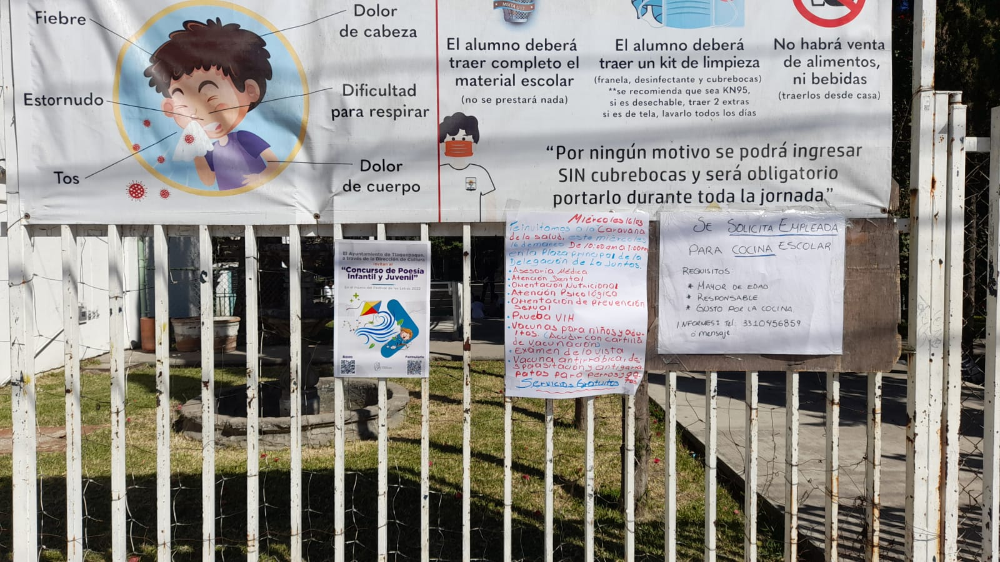 Fiebre
Dolor
de cabeza
Estornudo
Dificultad
para respirar
Tos
Dolor
de cuerpo
MIXTA U17
El alumno deberá
traer completo el
material escolar
(no se prestará nada)
El alumno deberá
traer un kit de limpieza
(franela, desinfectante y cubrebocas)
**se recomienda que sea KN95,
si es desechable, traer 2 extras
si es de tela, lavarlo todos los días
No habrá venta
de alimentos,
ni bebidas
(traerlos desde casa)
“Por ningún motivo se podrá ingresar
SIN cubrebocas y será obligatorio
portarlo durante toda la jornada”
El Ayuntamiento de Tlaquepaque,
a través de la Dirección de Cultura
invitan al
“Concurso de Poesía
Infantil y Juvenil”
En el marco del Festival de las Letras 2022
Bases
Formulario
Miércoles 16/03
Te invitamos a la Caravana
de la salud, este miércoles
16 de marzo De 10:00 am a 1:00 pm
en la Plaza principal de la
Delegación de La Juntas.
• Asesoría Médica
• Atención Dental
• Orientación Nutricional
• Atención Psicológica
• Orientación de prevención
Sexual
• Prueba VIH
• Vacunas para niños y adu-
ltos. (Acudir con cartilla
de vacunación)
• Exámen de la vista
• Vacuna antirrábica, de-
sparasitación y antigarra
patas para perros y ga-
tos
Servicios Gratuitos
SE SOLICITA EMPLEADA
PARA COCINA ESCOLAR
REQUISITOS:
* MAYOR DE EDAD
* RESPONSABLE
* GUSTO POR LA COCINA.
INFORMES: Tel: 3310456859
ó mensaje.